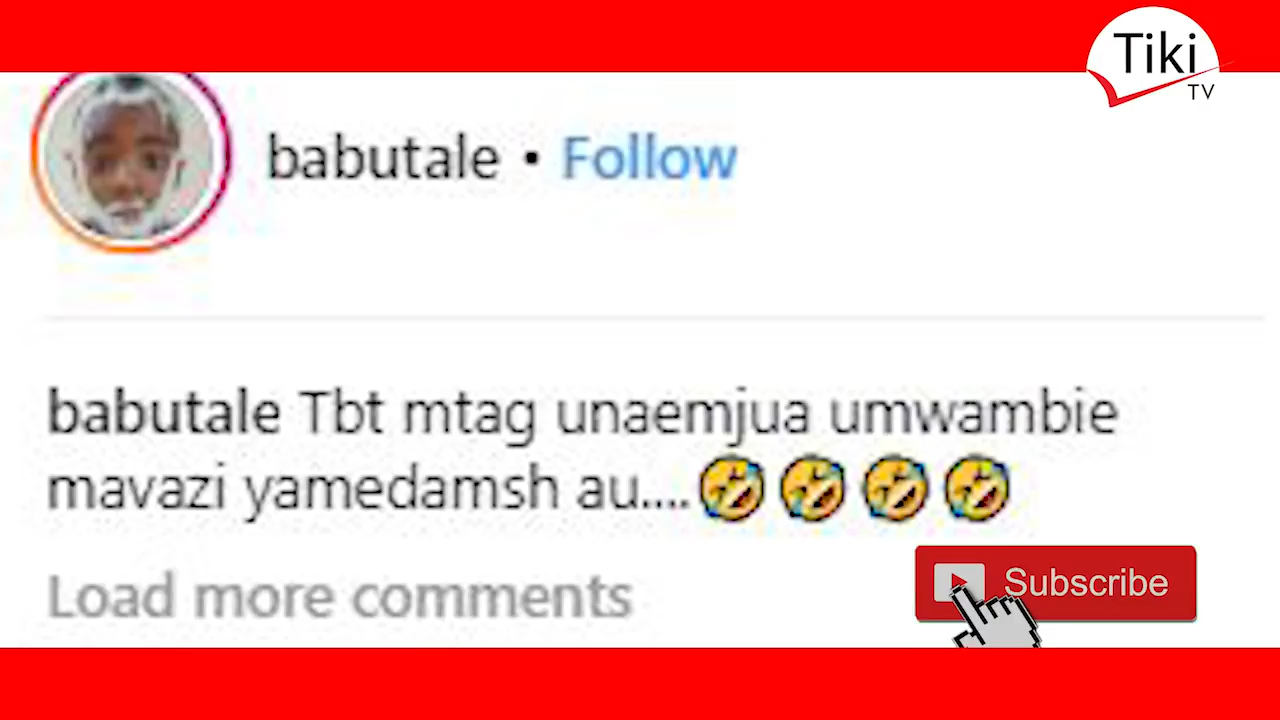 Tiki
TV
babutale • Follow
babutale Tbt mtag unaemjua umwambie
mavazi yamedamsh au....🤣🤣🤣🤣
Load more comments
Subscribe